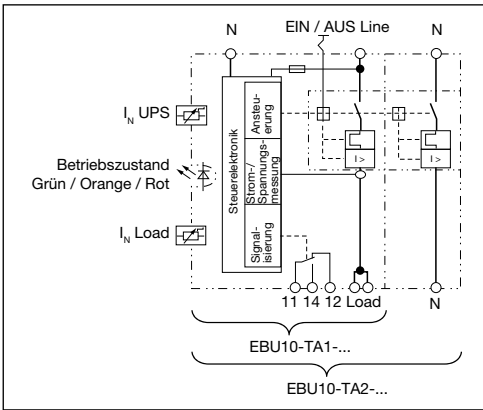 N
EIN / AUS Line
N
I_N UPS
Betriebszustand
Grün / Orange / Rot
I_N Load
Steuerelektronik
Ansteu-
erung
Strom-/
Spannungs-
messung
Signal-
isierung
I >
I >
11 14 12 Load
N
EBU10-TA1-...
EBU10-TA2-...